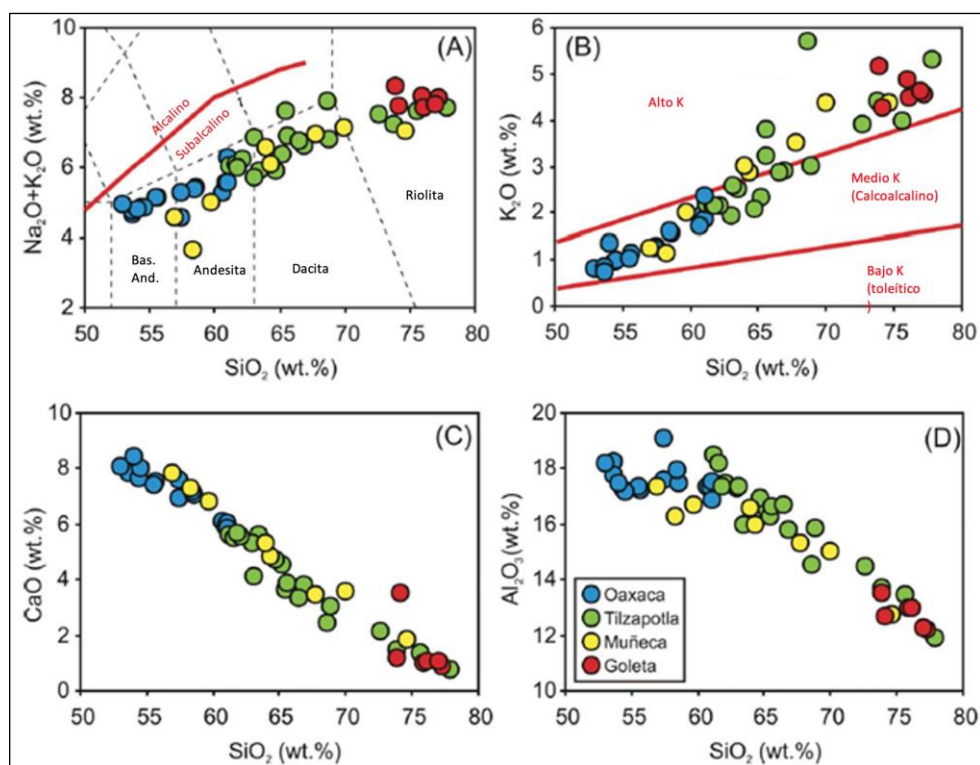 (A)
10
8
6
4
2
50 55 60 65 70 75 80
Na₂O+K₂O (wt.%)
SiO₂ (wt.%)
Alcalino
Subalcalino
Bas.
And.
Andesita
Dacita
Riolita
(B)
6
5
4
3
2
1
0
50 55 60 65 70 75 80
K₂O (wt.%)
SiO₂ (wt.%)
Alto K
Medio K
(Calcoalcalino)
Bajo K
(toleítico
)
(C)
10
8
6
4
2
0
50 55 60 65 70 75 80
CaO (wt.%)
SiO₂ (wt.%)
(D)
20
18
16
14
12
10
50 55 60 65 70 75 80
Al₂O₃ (wt.%)
SiO₂ (wt.%)
Oaxaca
Tilzapotla
Muñeca
Goleta